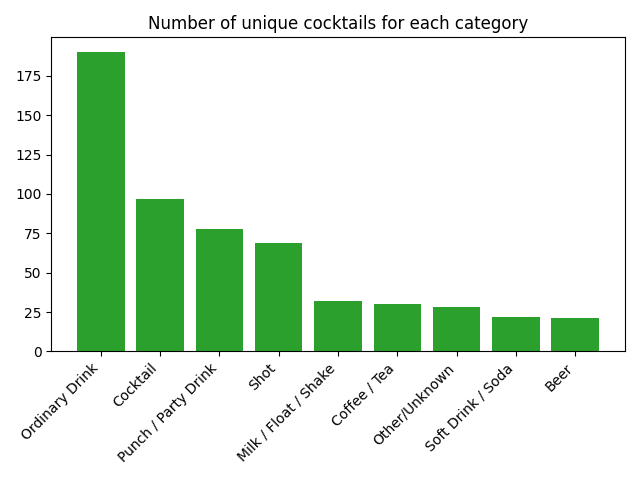 Number of unique cocktails for each category
175
150
125
100
75
50
25
0
Ordinary Drink
Cocktail
Punch / Party Drink
Shot
Milk / Float / Shake
Coffee / Tea
Other/Unknown
Soft Drink / Soda
Beer